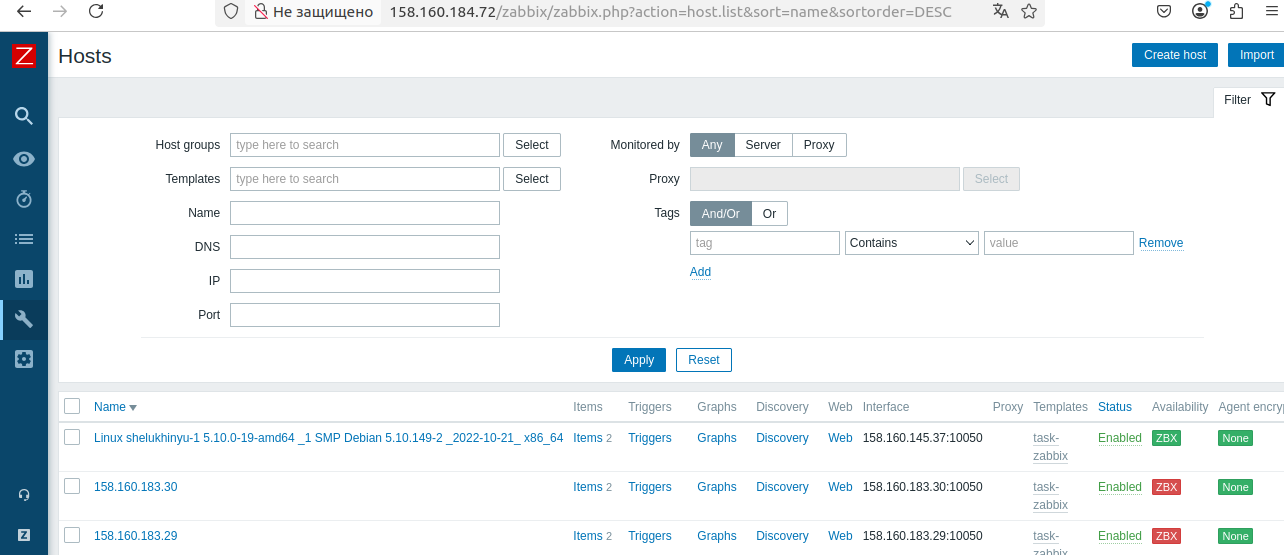 Не защищено 158.160.184.72/zabbix/zabbix.php?action=host.list&sort=name&sortorder=DESC
Z Hosts Create host Import
Filter
Host groups type here to search Select Monitored by Any Server Proxy
Templates type here to search Select Proxy Select
Name Tags And/Or Or
tag Contains value Remove
DNS
Add
IP
Port
Apply Reset
Name Items Triggers Graphs Discovery Web Interface Proxy Templates Status Availability Agent encryp
Linux shelukhinyu-1 5.10.0-19-amd64 _1 SMP Debian 5.10.149-2 _2022-10-21_ x86_64 Items 2 Triggers Graphs Discovery Web 158.160.145.37:10050 task- Enabled ZBX None
zabbix
158.160.183.30 Items 2 Triggers Graphs Discovery Web 158.160.183.30:10050 task- Enabled ZBX None
zabbix
158.160.183.29 Items 2 Triggers Graphs Discovery Web 158.160.183.29:10050 task- Enabled ZBX None
Z zabbix